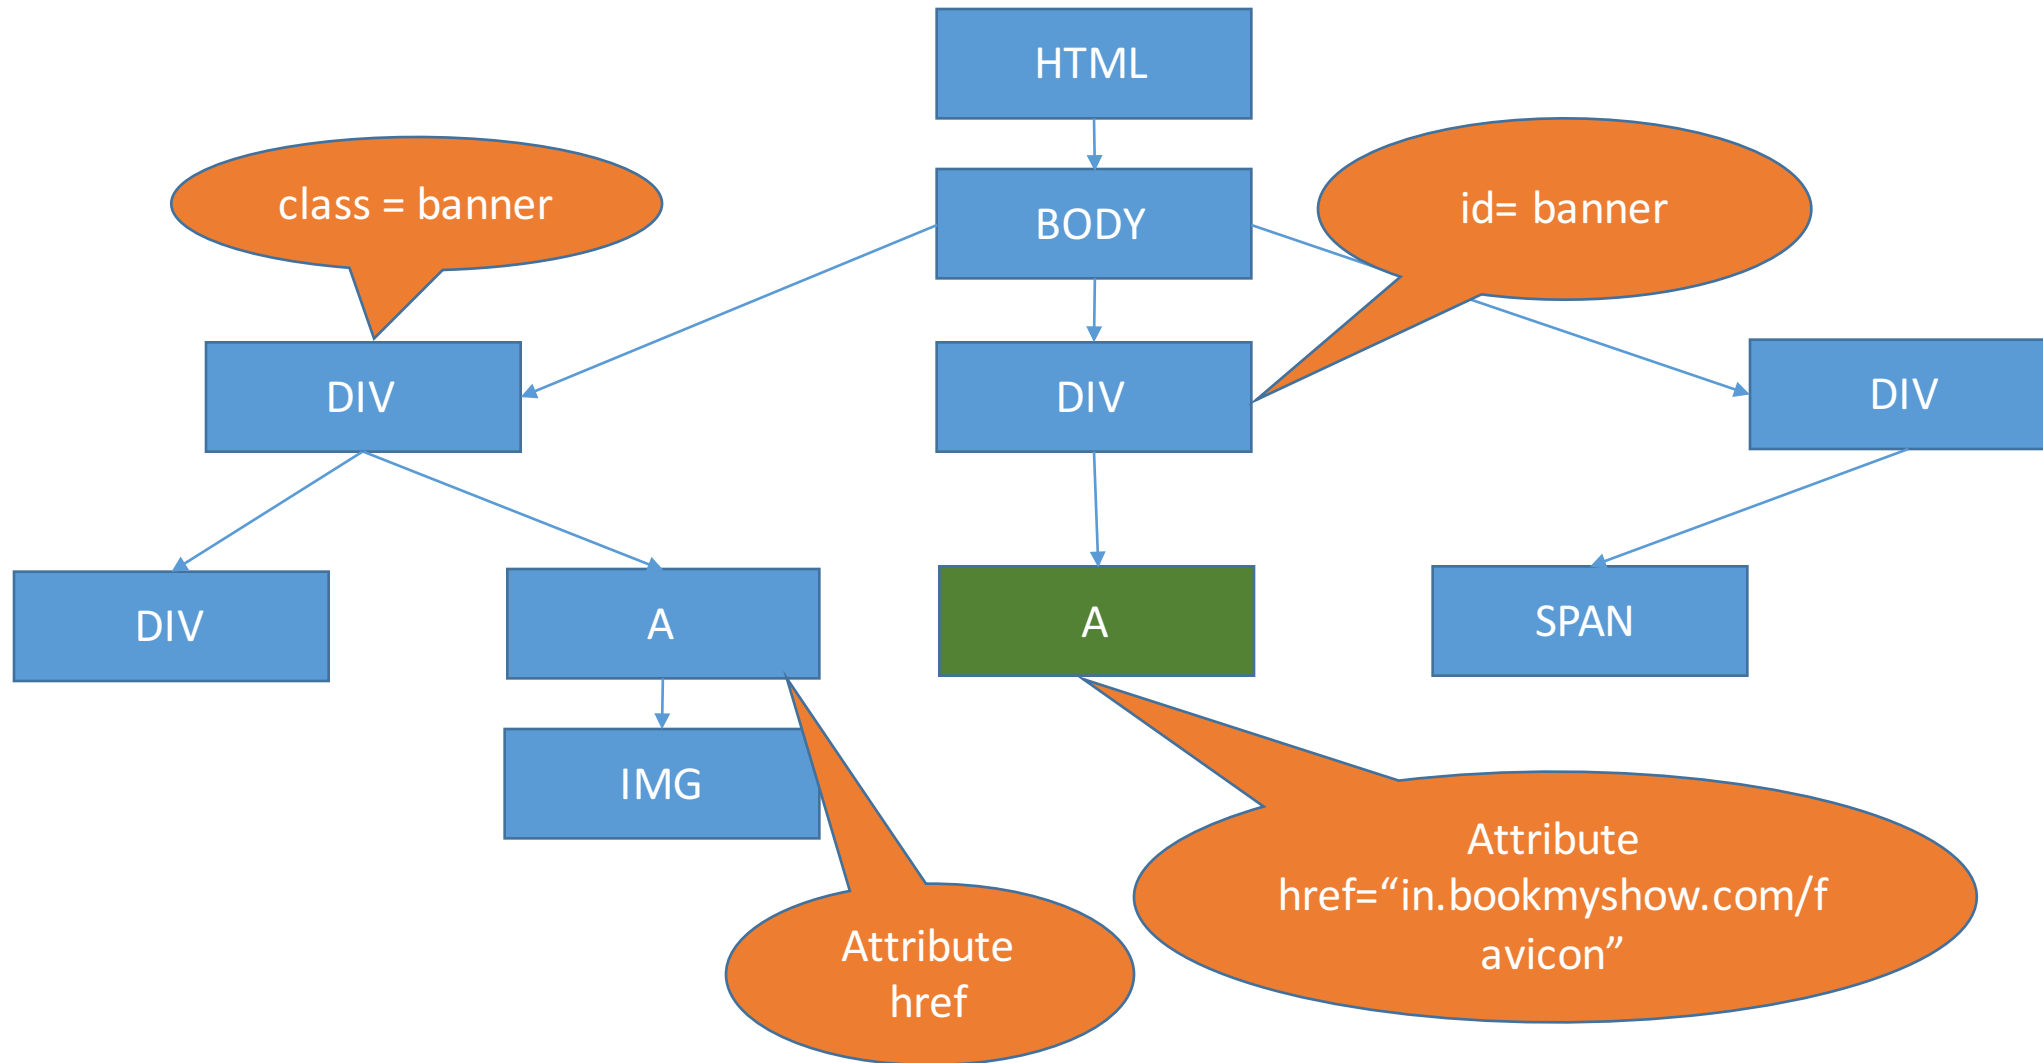 HTML
class = banner
BODY
id= banner
DIV
DIV
DIV
DIV
A
A
SPAN
IMG
Attribute
href
Attribute
href=“in.bookmyshow.com/f
avicon”